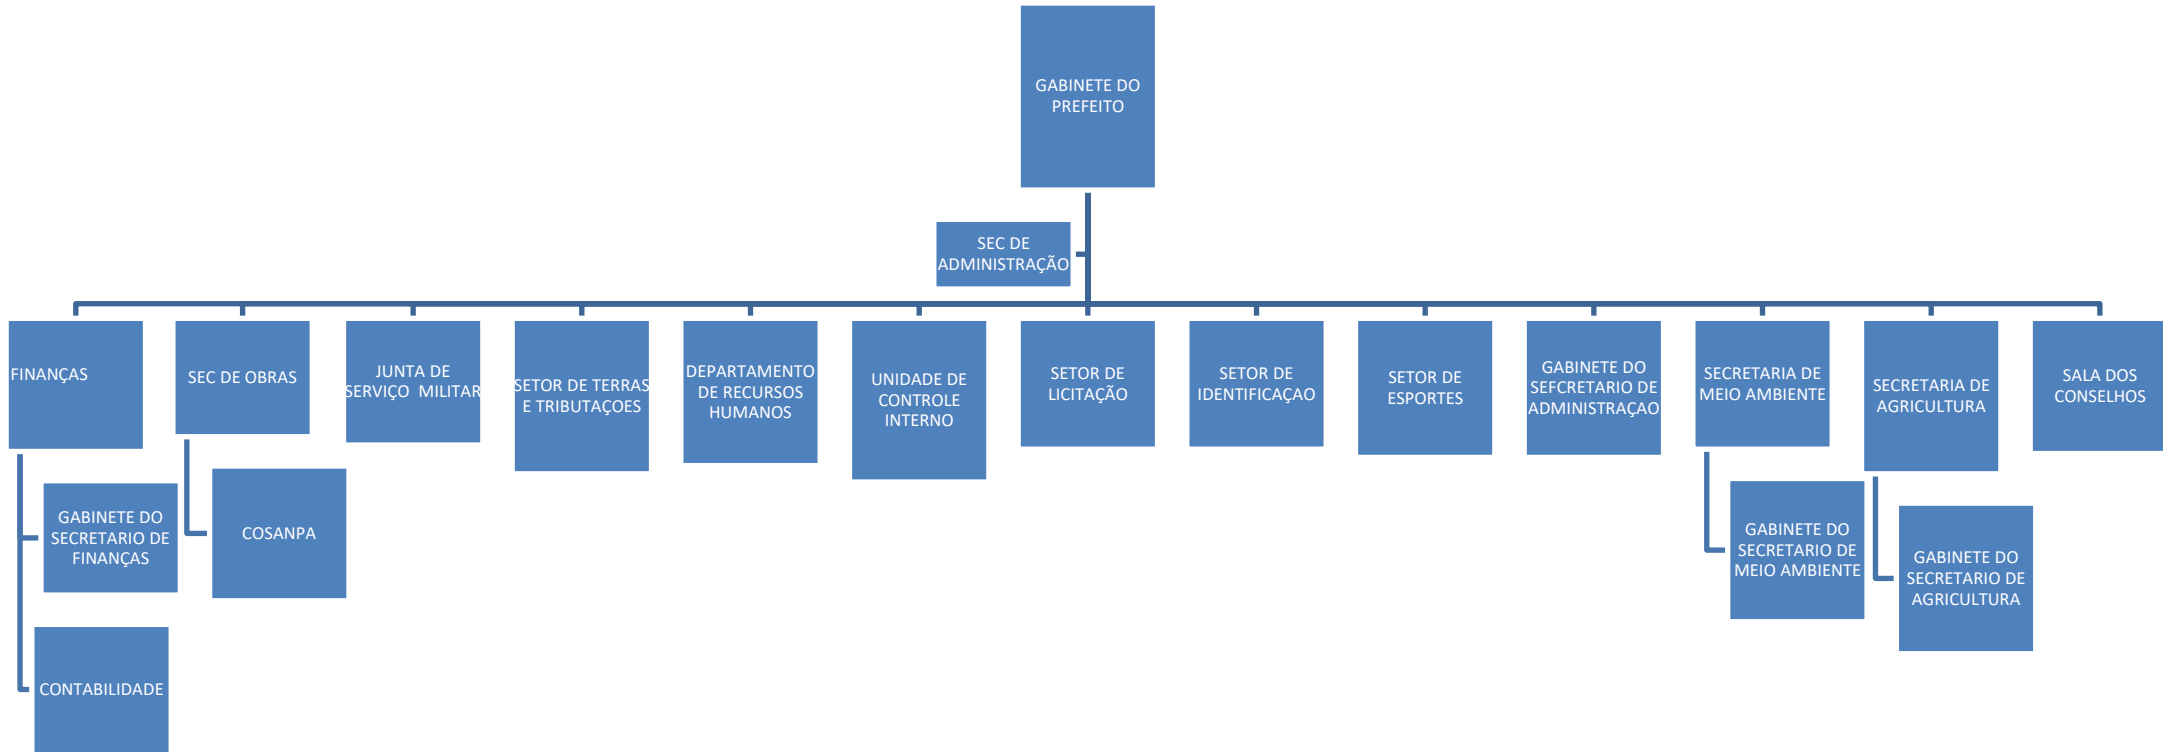 GABINETE DO
PREFEITO
SEC DE
ADMINISTRAÇÃO
FINANÇAS
SEC DE OBRAS
JUNTA DE
SERVIÇO  MILITAR
SETOR DE TERRAS
E TRIBUTAÇOES
DEPARTAMENTO
DE RECURSOS
HUMANOS
UNIDADE DE
CONTROLE
INTERNO
SETOR DE
LICITAÇÃO
SETOR DE
IDENTIFICAÇAO
SETOR DE
ESPORTES
GABINETE DO
SEFCRETARIO DE
ADMINISTRAÇAO
SECRETARIA DE
MEIO AMBIENTE
SECRETARIA DE
AGRICULTURA
SALA DOS
CONSELHOS
GABINETE DO
SECRETARIO DE
FINANÇAS
COSANPA
GABINETE DO
SECRETARIO DE
MEIO AMBIENTE
GABINETE DO
SECRETARIO DE
AGRICULTURA
CONTABILIDADE